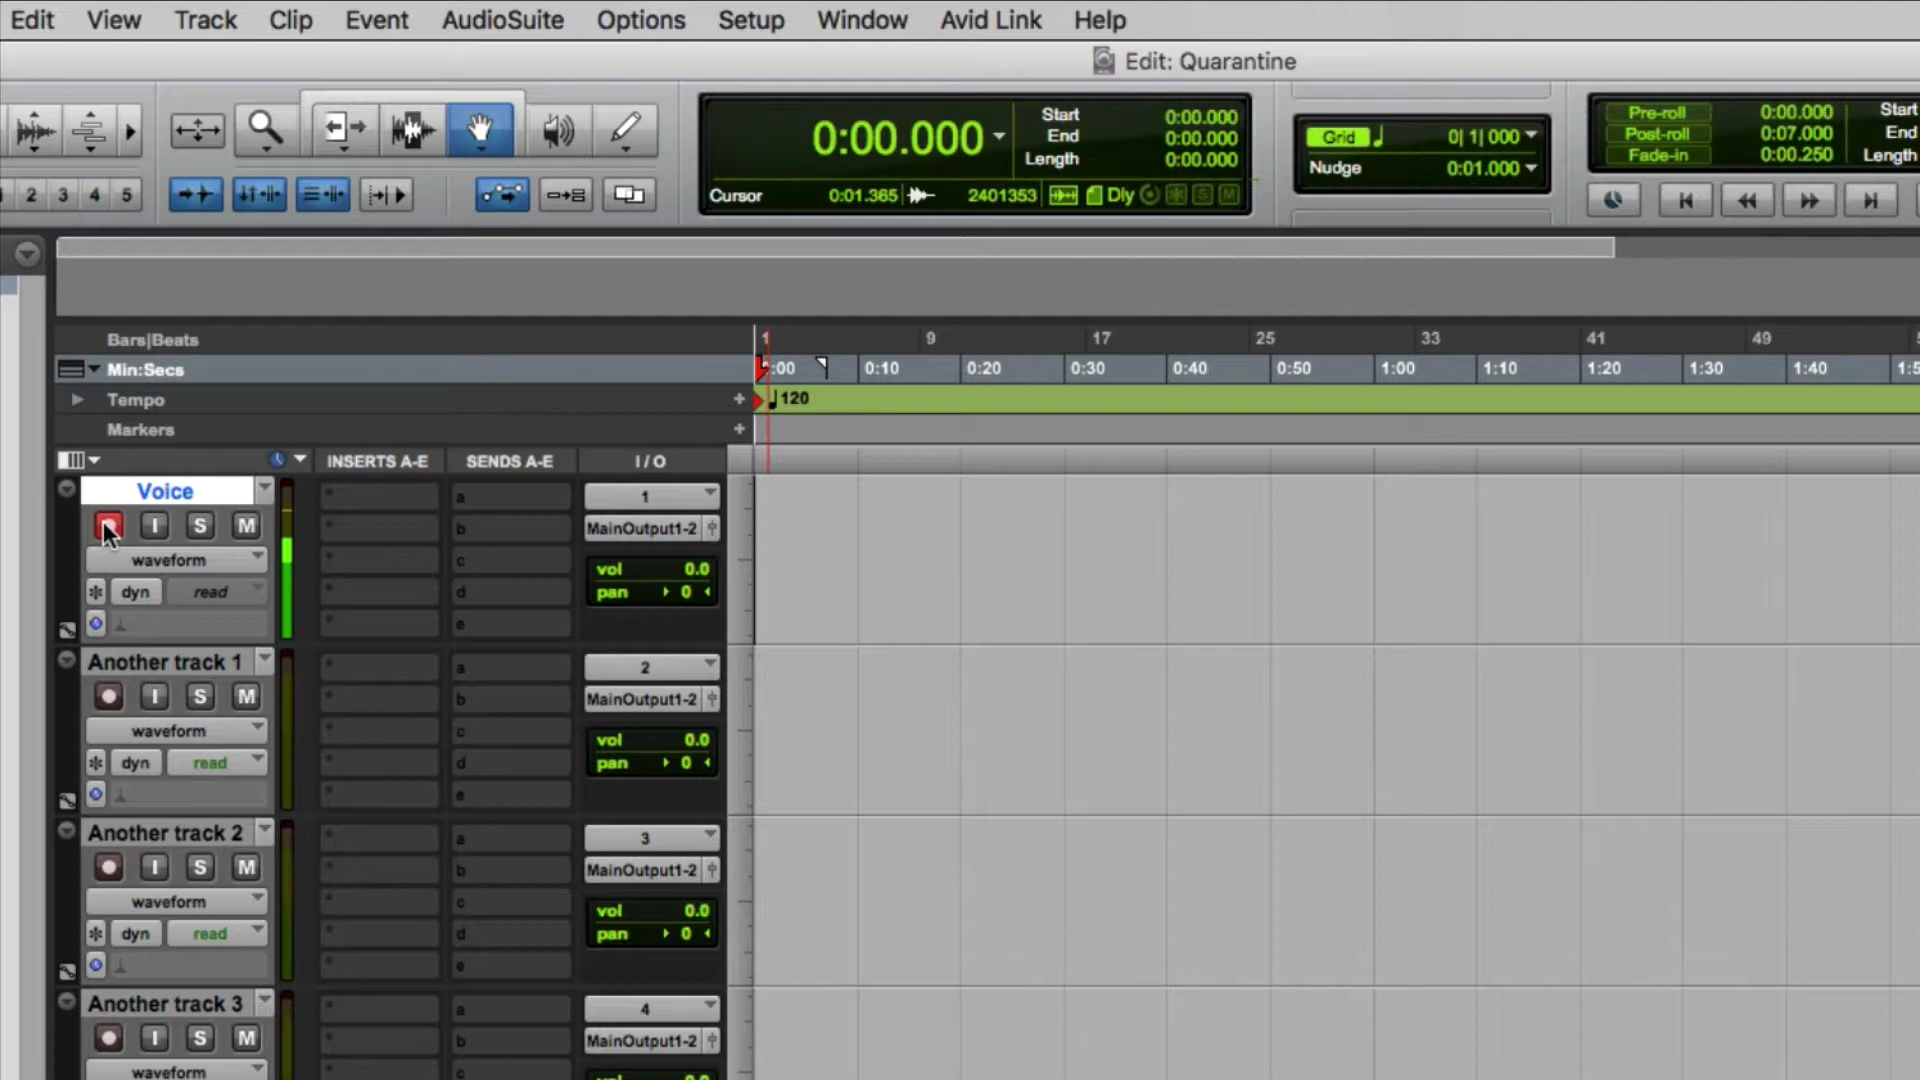 Edit View Track Clip Event AudioSuite Options Setup Window Avid Link Help
Edit: Quarantine
0:00.000
Start 0:00.000
End 0:00.000
Length 0:00.000
Cursor 0:01.365 2401353 Dly S M
Grid 0| 1| 000
Nudge 0:01.000
Pre-roll 0:00.000 Start
Post-roll 0:07.000 End
Fade-in 0:00.250 Length
2 3 4 5
Bars|Beats 1 9 17 25 33 41 49
Min:Secs :00 0:10 0:20 0:30 0:40 0:50 1:00 1:10 1:20 1:30 1:40 1:5
Tempo + 120
Markers +
INSERTS A-E SENDS A-E I / O
Voice a 1
I S M b MainOutput1-2
waveform c vol 0.0
dyn read d pan 0
e
Another track 1 a 2
I S M b MainOutput1-2
waveform c vol 0.0
dyn read d pan 0
e
Another track 2 a 3
I S M b MainOutput1-2
waveform c vol 0.0
dyn read d pan 0
e
Another track 3 a 4
I S M b MainOutput1-2
waveform c